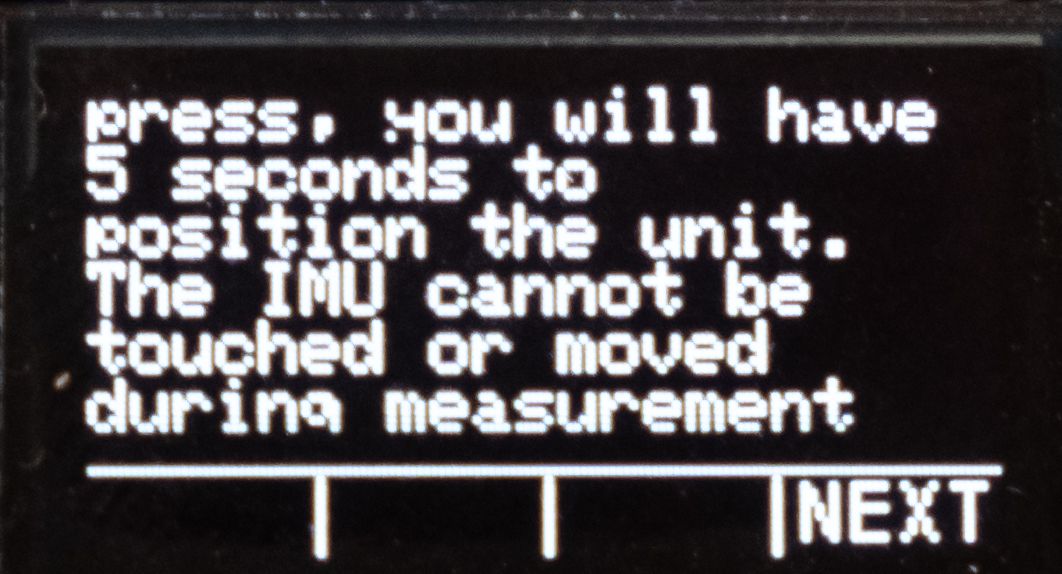 press, you will have
5 seconds to
position the unit.
The IMU cannot be
touched or moved
during measurement
NEXT